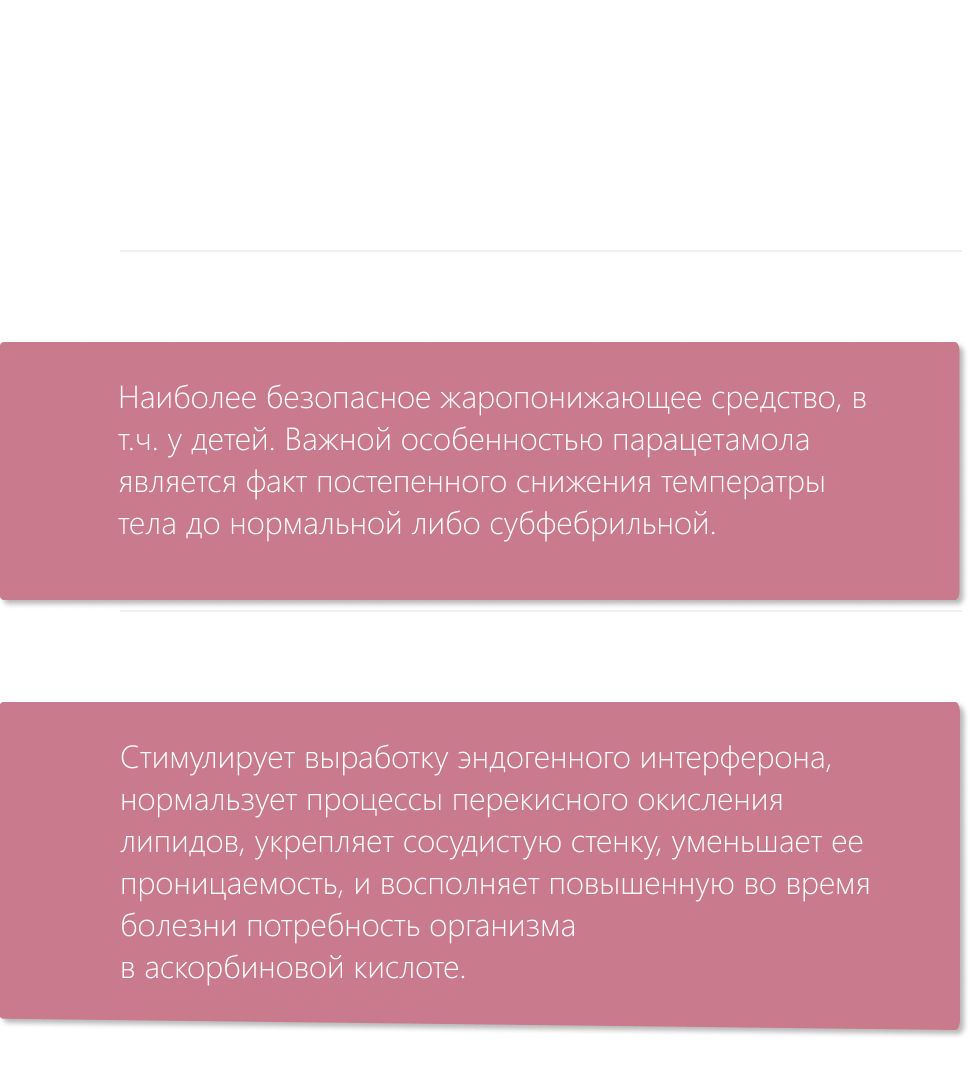 Наиболее безопасное жаропонижающее средство, в
т.ч. у детей. Важной особенностью парацетамола
является факт постепенного снижения температры
тела до нормальной либо субфебрильной.
Стимулирует выработку эндогенного интерферона,
нормальзует процессы перекисного окисления
липидов, укрепляет сосудистую стенку, уменьшает ее
проницаемость, и восполняет повышенную во время
болезни потребность организма
в аскорбиновой кислоте.